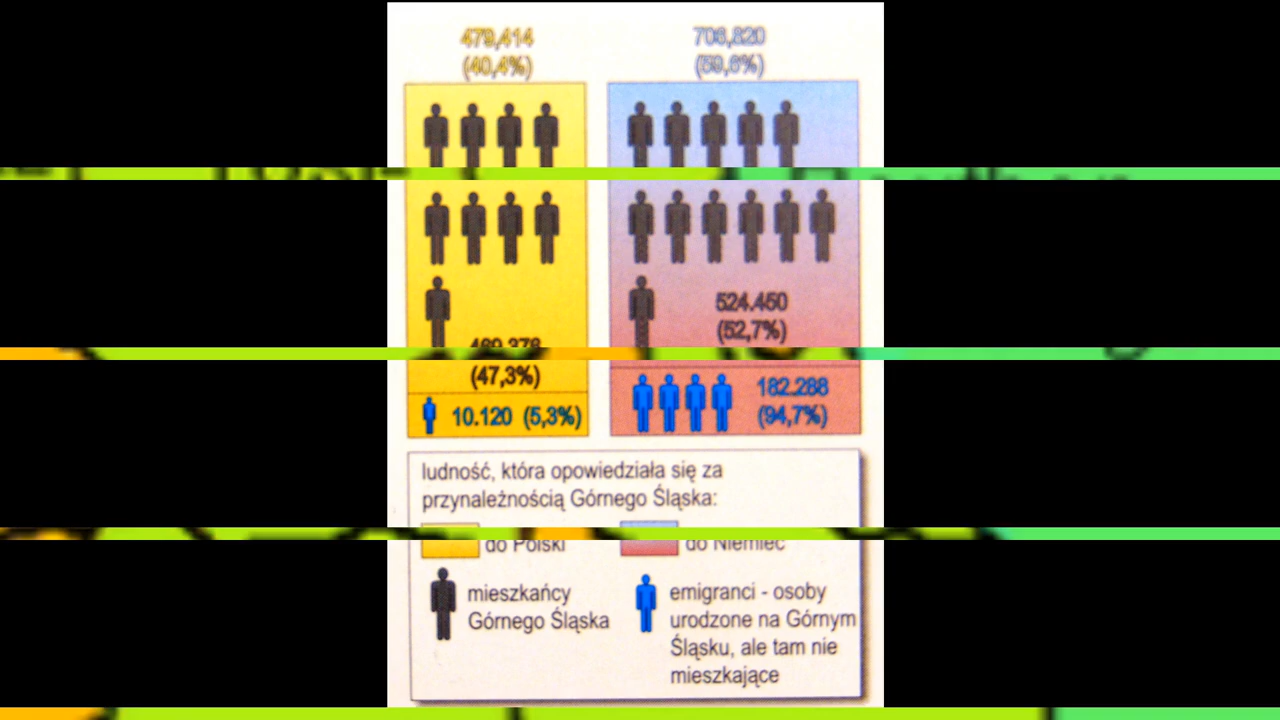 479,414
(40,4%)
706,820
(59,6%)
(47,3%)
10.120 (5,3%)
524.450
(52,7%)
182.288
(94,7%)
ludność, która opowiedziała się za
przynależnością Górnego Śląska:
do Polski
do Niemiec
mieszkańcy
Górnego Śląska
emigranci - osoby
urodzone na Górnym
Śląsku, ale tam nie
mieszkające